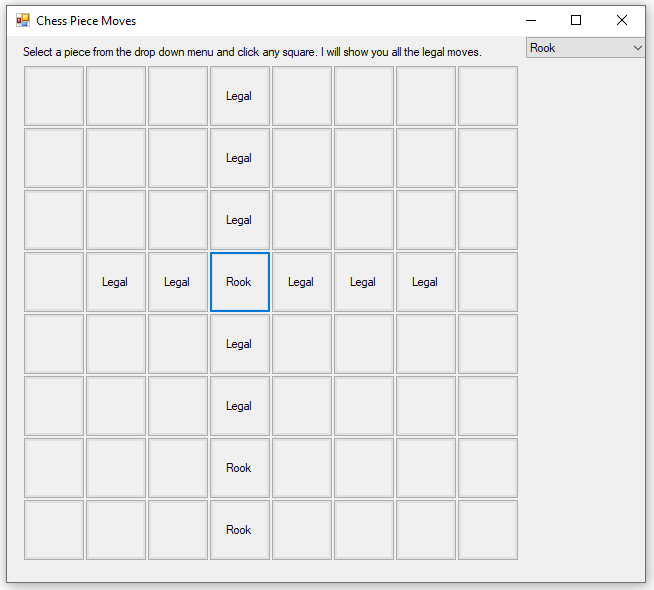 Chess Piece Moves
Select a piece from the drop down menu and click any square. I will show you all the legal moves.
Rook
Legal
Legal
Legal
Legal Legal Rook Legal Legal Legal
Legal
Legal
Rook
Rook